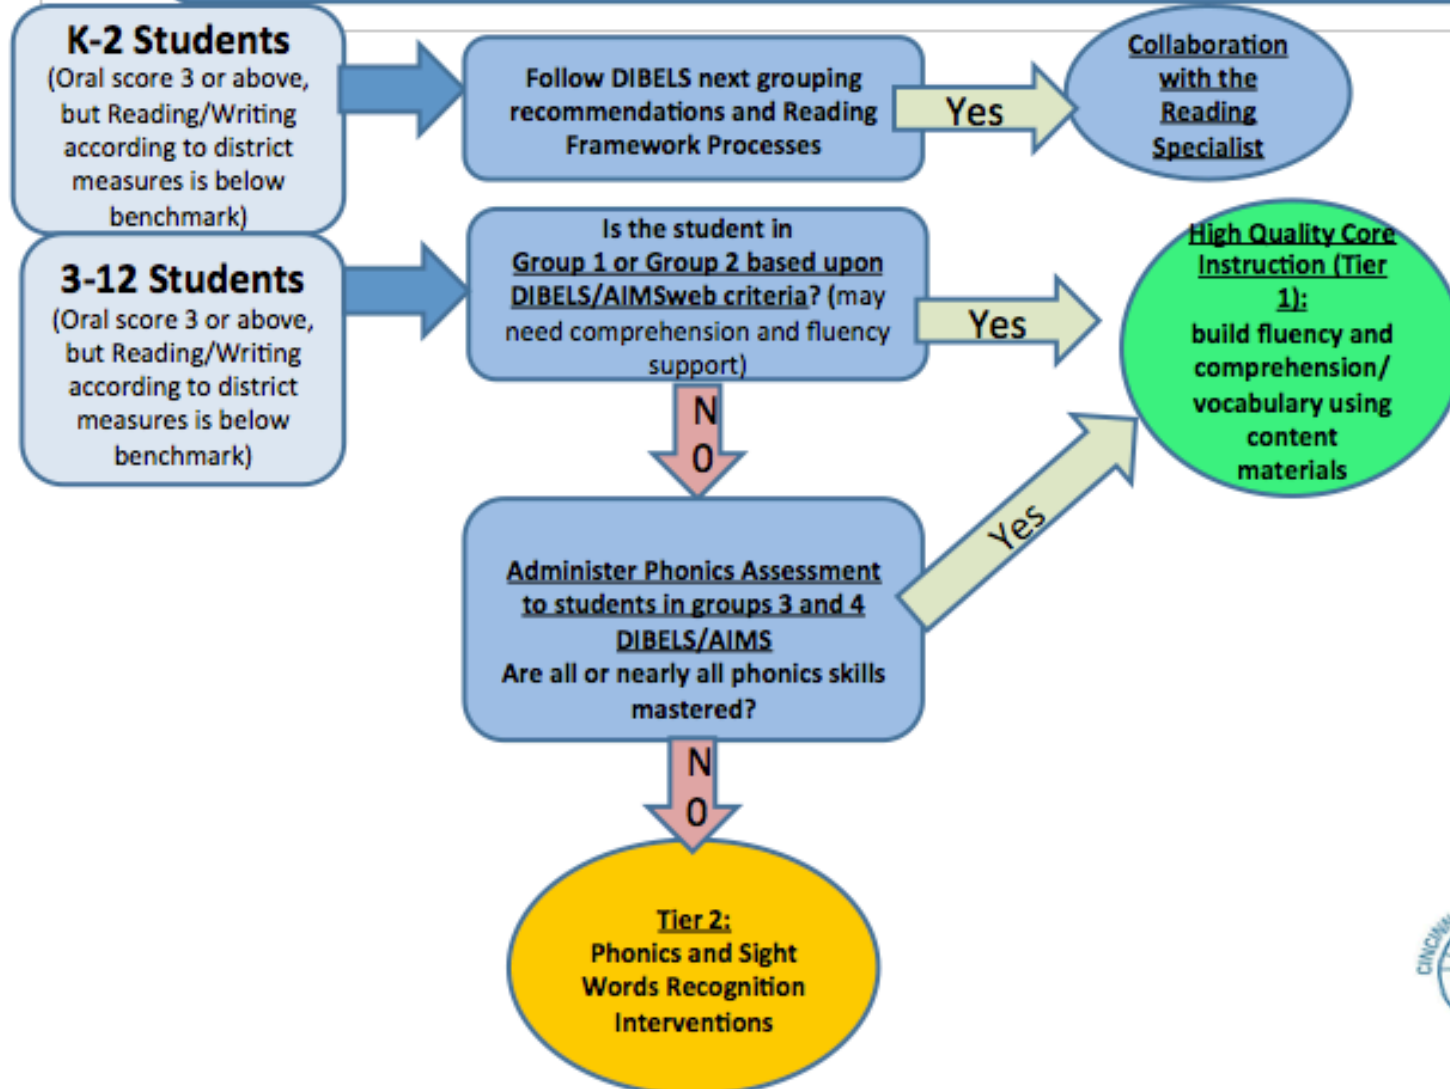 K-2 Students
(Oral score 3 or above,
but Reading/Writing
according to district
measures is below
benchmark)
Follow DIBELS next grouping
recommendations and Reading
Framework Processes
Yes
Collaboration
with the
Reading
Specialist
3-12 Students
(Oral score 3 or above,
but Reading/Writing
according to district
measures is below
benchmark)
Is the student in
Group 1 or Group 2 based upon
DIBELS/AIMSweb criteria? (may
need comprehension and fluency
support)
Yes
High Quality Core
Instruction (Tier
1):
build fluency and
comprehension/
vocabulary using
content
materials
N
O
Administer Phonics Assessment
to students in groups 3 and 4
DIBELS/AIMS
Are all or nearly all phonics skills
mastered?
Yes
N
O
Tier 2:
Phonics and Sight
Words Recognition
Interventions